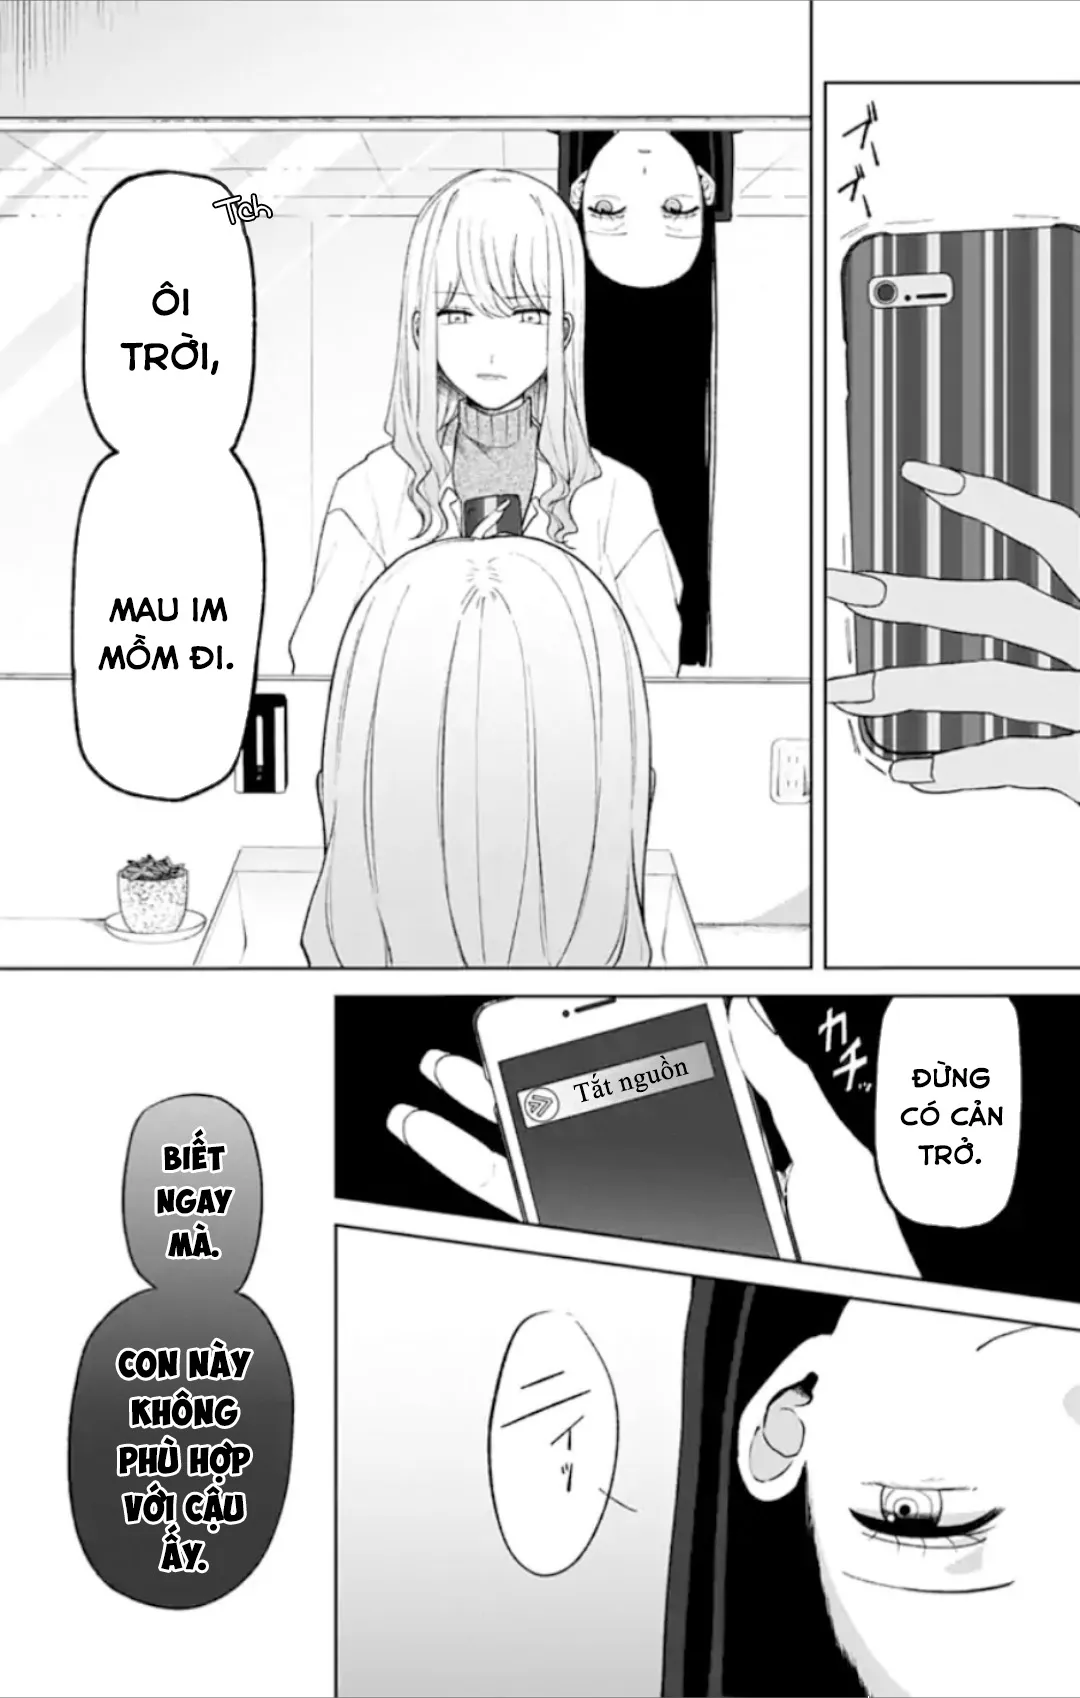 ブー
ブー
Tch
ÔI
TRỜI,
MAU IM
MỒM ĐI.
ĐỪNG
CÓ CẢN
TRỞ.
カチッ
Tắt nguồn
ニイッ
BIẾT
NGAY
MÀ.
CON NÀY
KHÔNG
PHÙ HỢP
VỚI CẬU
ẤY.